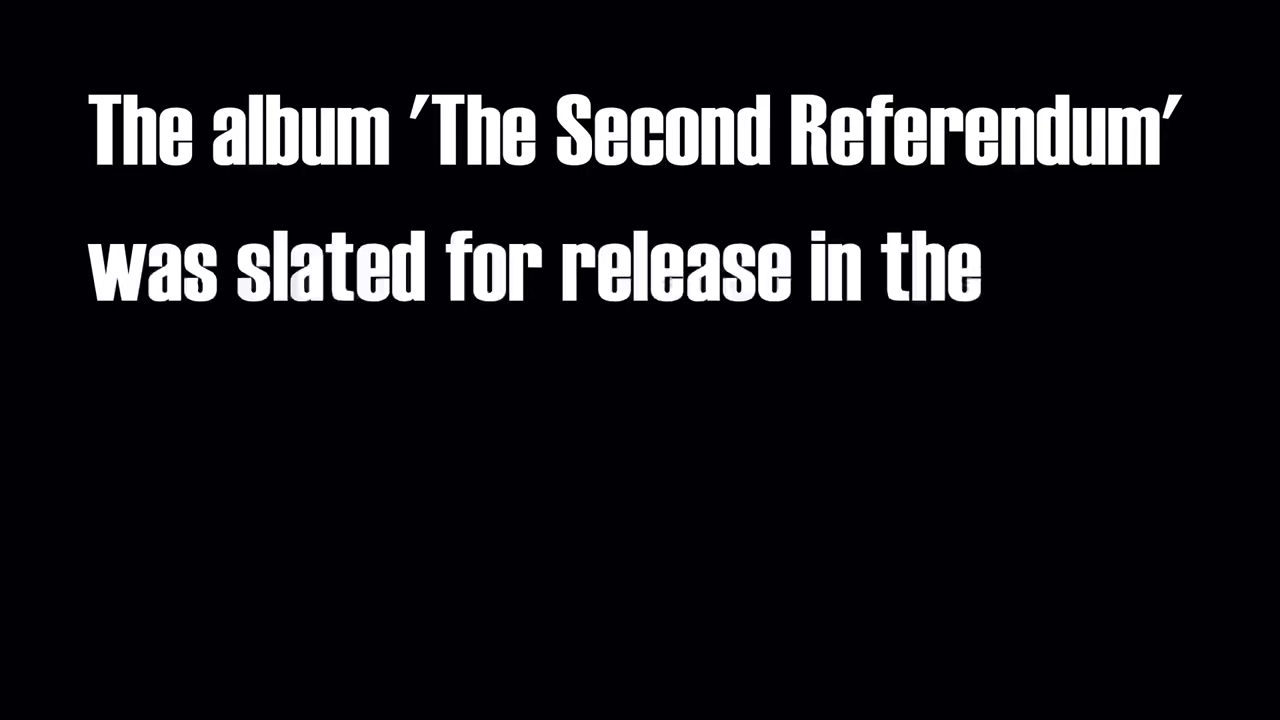 The album 'The Second Referendum'
was slated for release in the